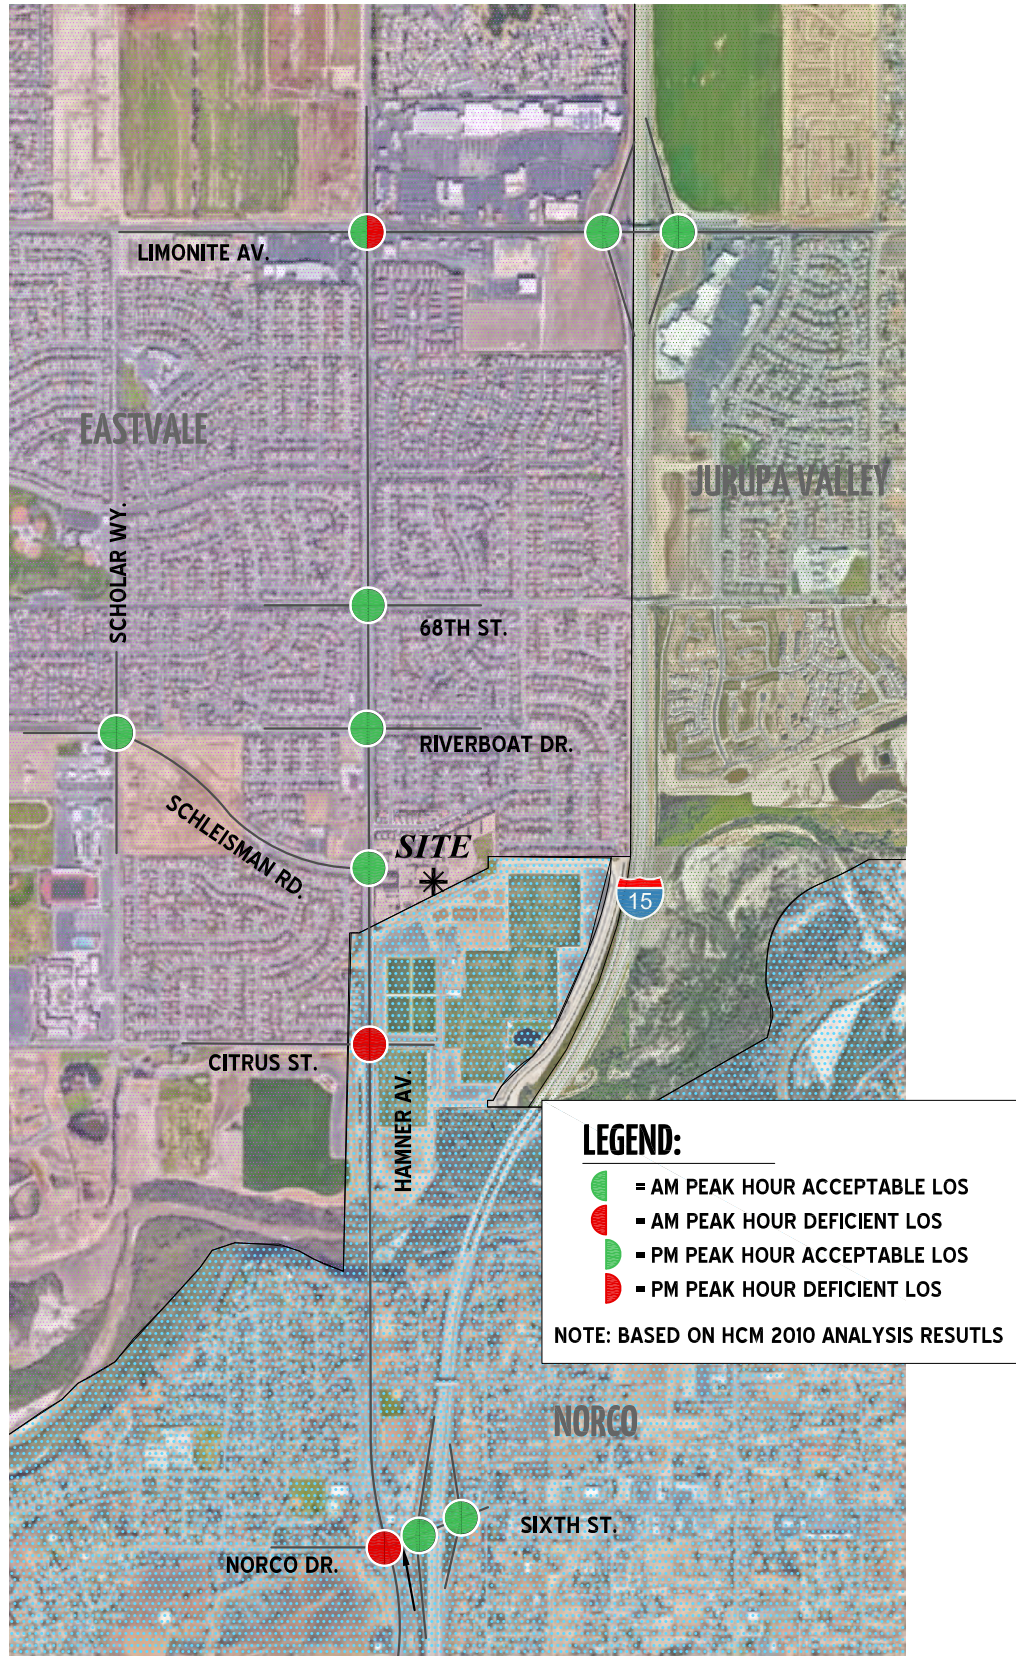 LIMONITE AV.
EASTVALE
JURUPA VALLEY
SCHOLAR WY.
68TH ST.
RIVERBOAT DR.
SCHLEISMAN RD.
SITE
15
CITRUS ST.
HAMNER AV.
LEGEND:
= AM PEAK HOUR ACCEPTABLE LOS
= AM PEAK HOUR DEFICIENT LOS
= PM PEAK HOUR ACCEPTABLE LOS
= PM PEAK HOUR DEFICIENT LOS
NOTE: BASED ON HCM 2010 ANALYSIS RESUTLS
NORCO
SIXTH ST.
NORCO DR.